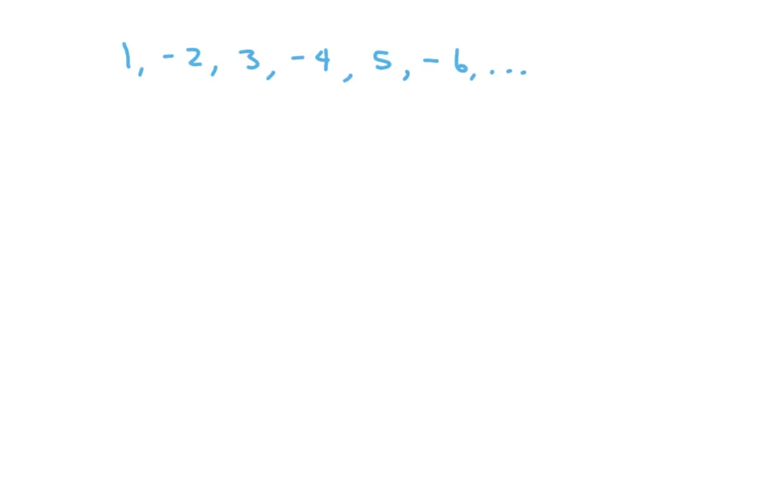 1, -2, 3, -4, 5, -6, ...